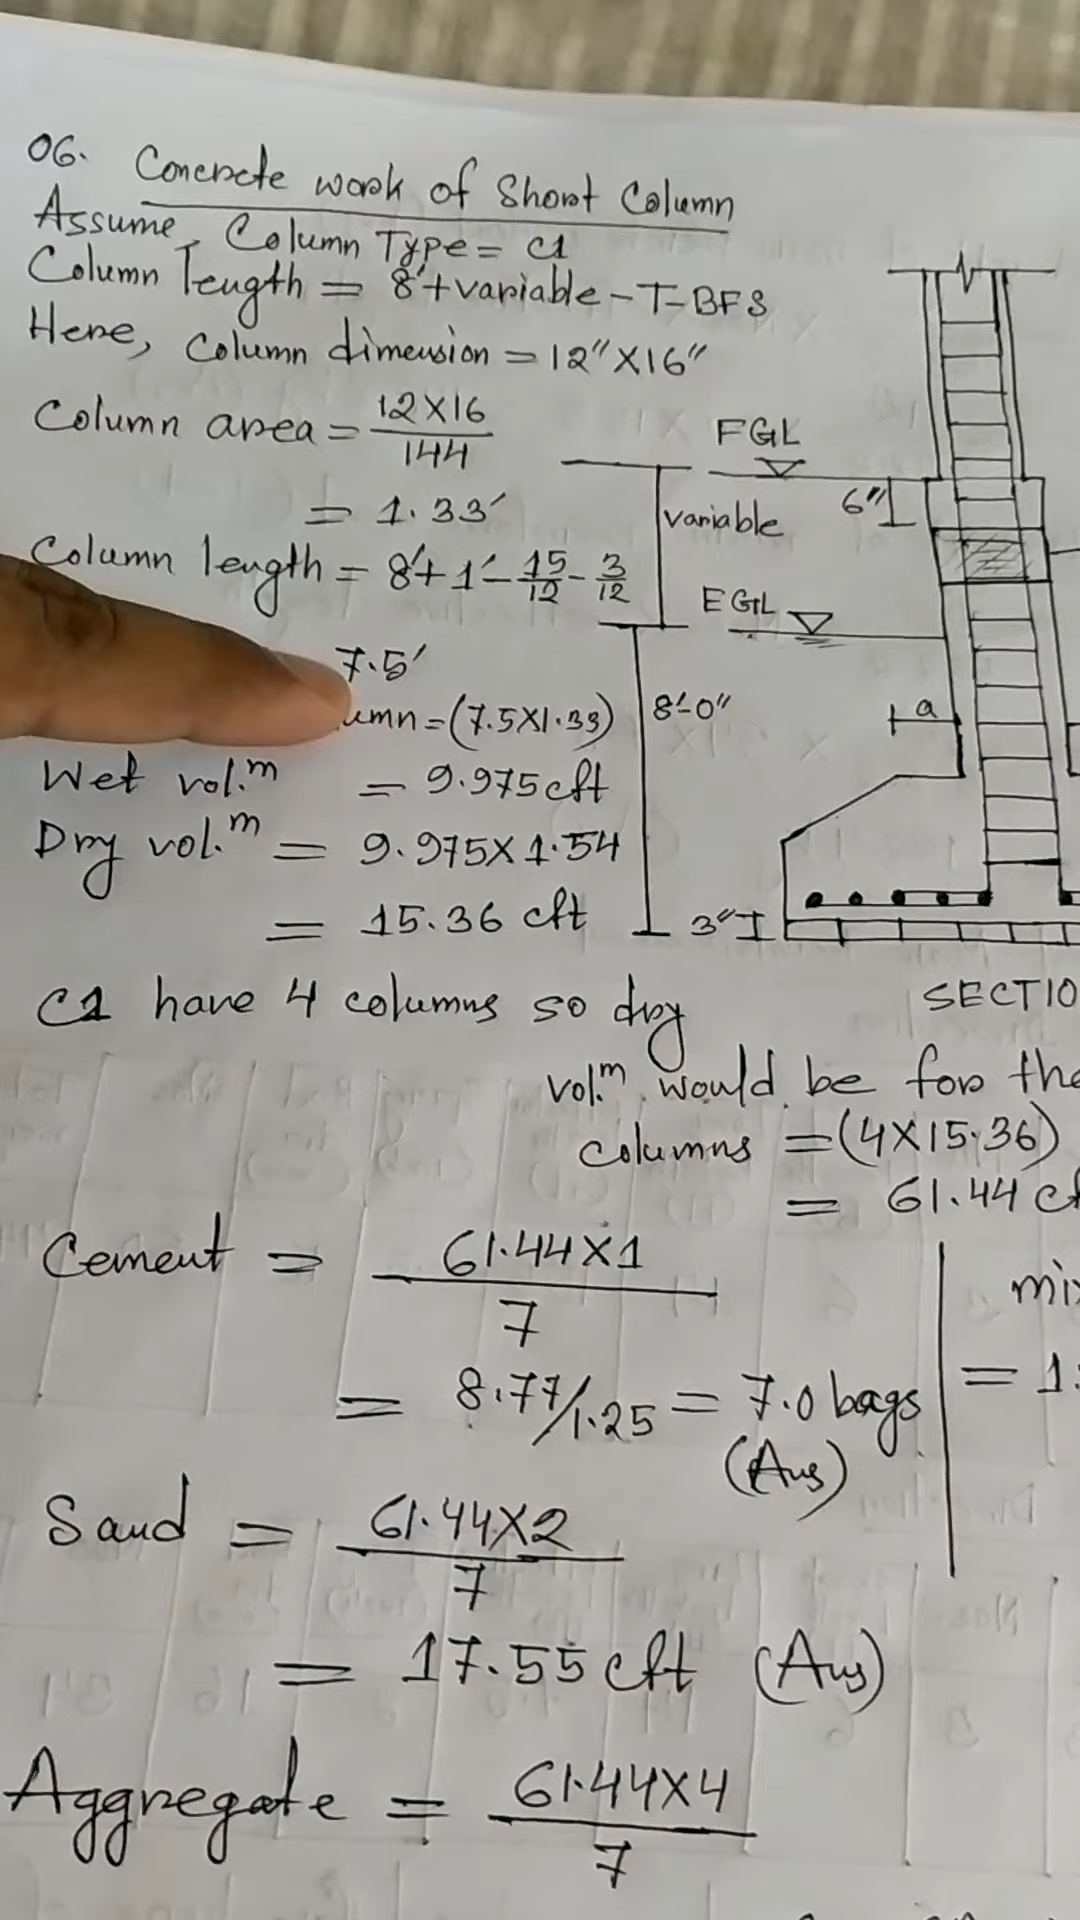 06. Concrete work of Short Column
Assume, Column Type = C1
Column length = 8'+variable-T-BFS
Here, Column dimension = 12"X16"
Column area = 12X16
144
= 1.33'
Column length = 8'+1'-15/12-3/12
7.5'
umn=(7.5X1.33)
Wet vol.m = 9.975cft
Dry vol.m = 9.975X1.54
= 15.36 cft
FGL
variable
6"
EGL
8'-0"
a
3"
SECTIO
C1 have 4 columns so dry
vol.m would be for the
columns =(4X15.36)
= 61.44 cf
Cement = 61.44X1
7
= 8.77/1.25 = 7.0 bags
(Ans)
mix
= 1:
Sand = 61.44X2
7
= 17.55 cft (Ans)
Aggregate = 61.44X4
7